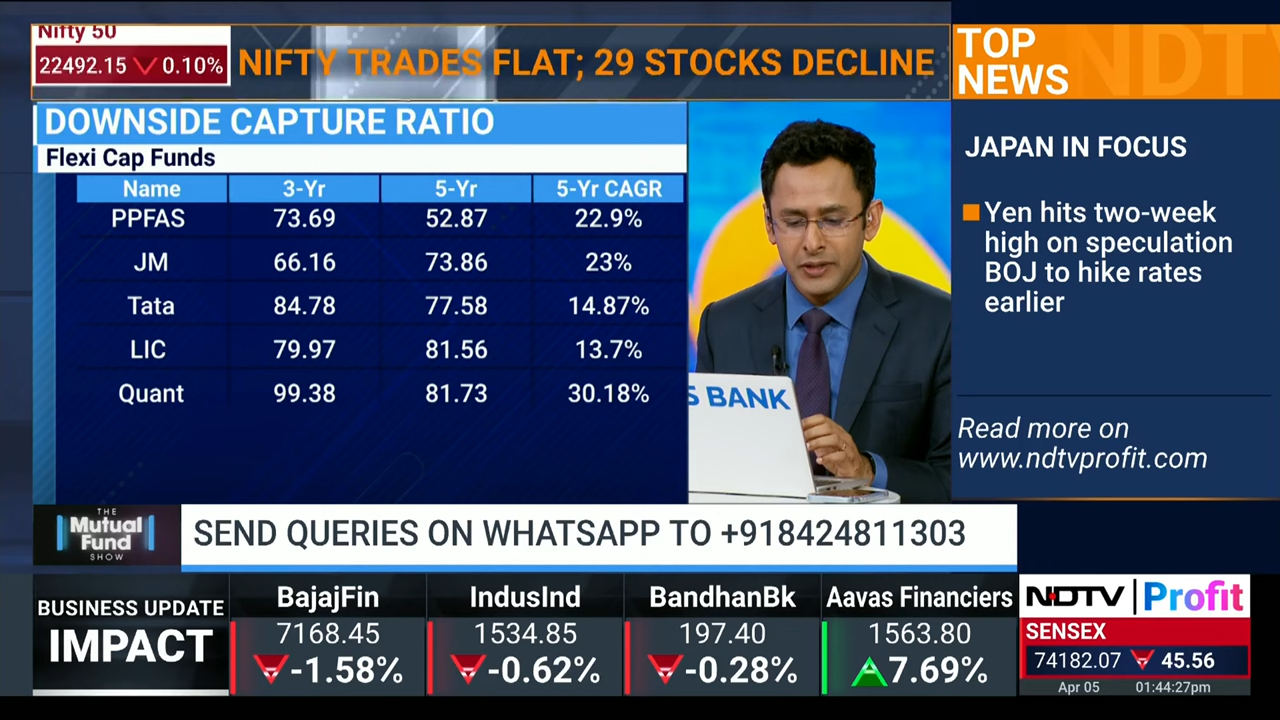 Nifty 50
22492.15 0.10%
NIFTY TRADES FLAT; 29 STOCKS DECLINE
TOP
NEWS
NDTV
DOWNSIDE CAPTURE RATIO
Flexi Cap Funds
Name 3-Yr 5-Yr 5-Yr CAGR
PPFAS 73.69 52.87 22.9%
JM 66.16 73.86 23%
Tata 84.78 77.58 14.87%
LIC 79.97 81.56 13.7%
Quant 99.38 81.73 30.18%
S BANK
JAPAN IN FOCUS
Yen hits two-week
high on speculation
BOJ to hike rates
earlier
Read more on
www.ndtvprofit.com
THE
Mutual
Fund
SHOW
SEND QUERIES ON WHATSAPP TO +918424811303
BUSINESS UPDATE
IMPACT
BajajFin
7168.45
-1.58%
IndusInd
1534.85
-0.62%
BandhanBk
197.40
-0.28%
Aavas Financiers
1563.80
7.69%
NDTV Profit
SENSEX
74182.07 45.56
Apr 05 01:44:27pm